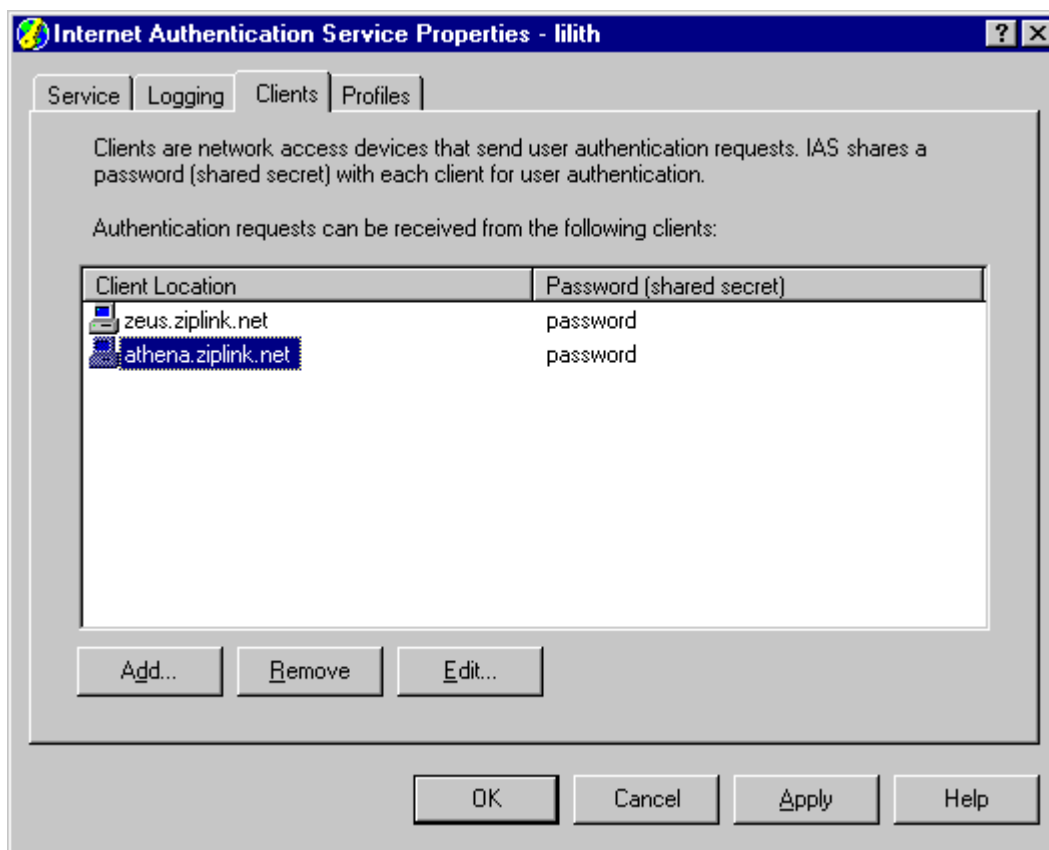 Internet Authentication Service Properties - lilith
Service Logging Clients Profiles
Clients are network access devices that send user authentication requests. IAS shares a
password (shared secret) with each client for user authentication.
Authentication requests can be received from the following clients:
Client Location Password (shared secret)
zeus.ziplink.net password
athena.ziplink.net password
Add... Remove Edit...
OK Cancel Apply Help